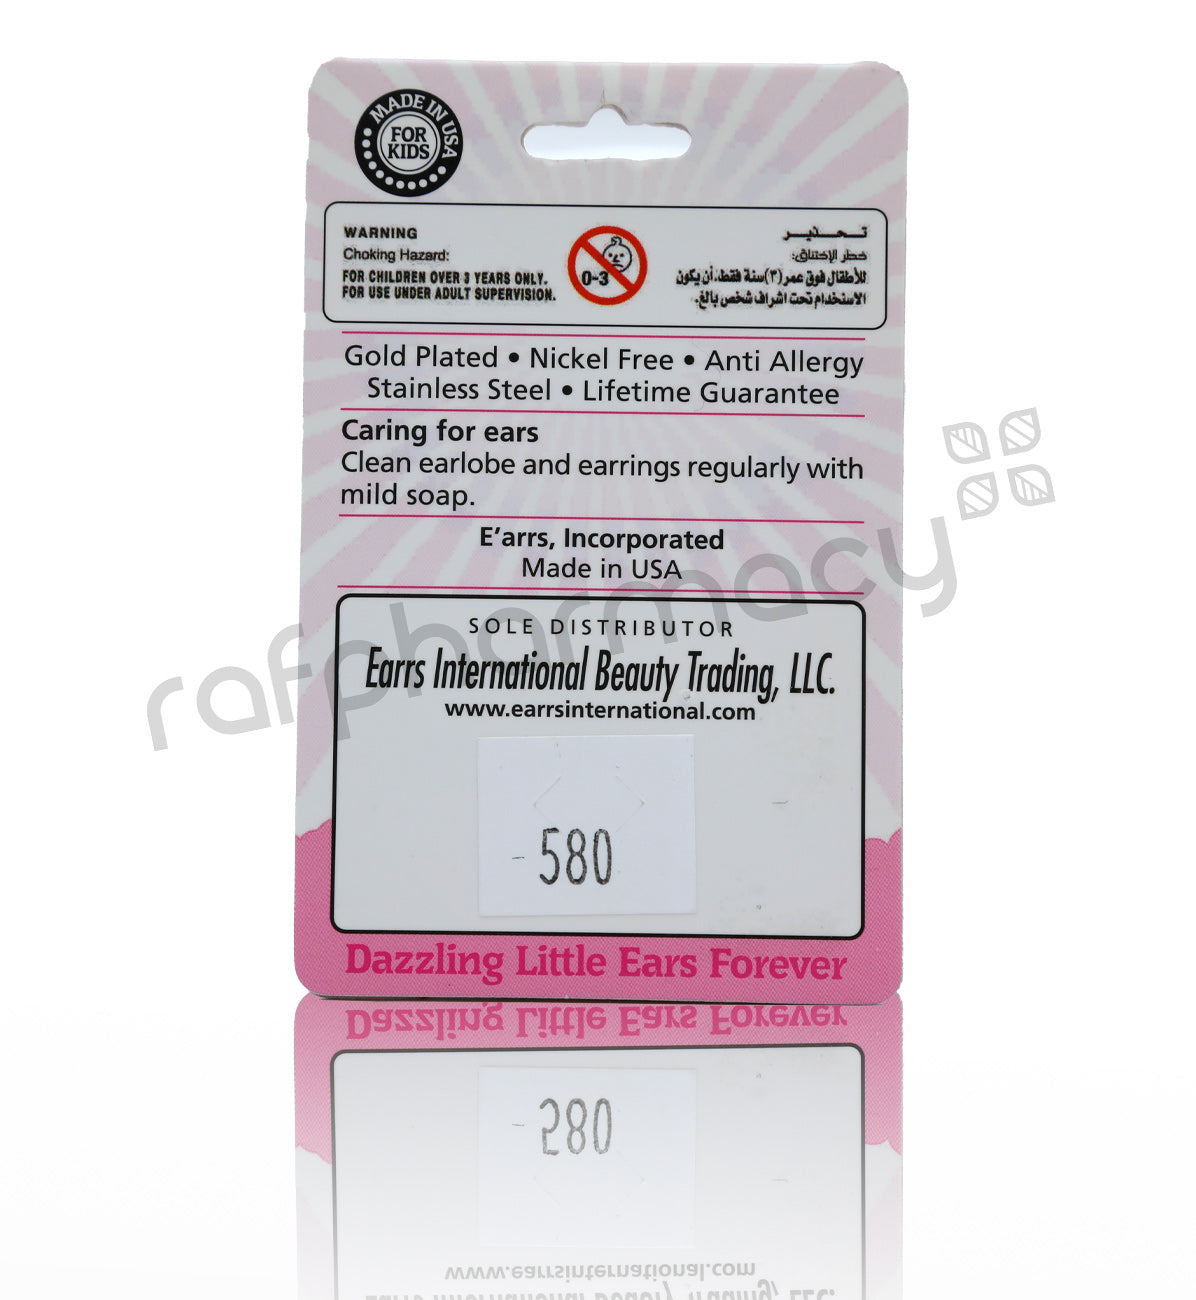 MADE IN USA
FOR
KIDS
WARNING
Choking Hazard:
FOR CHILDREN OVER 3 YEARS ONLY.
FOR USE UNDER ADULT SUPERVISION.
0-3
تحذير
خطر الإختناق:
للأطفال فوق عمر (٣) سنة فقط، أن يكون
الاستخدام تحت اشراف شخص بالغ.
Gold Plated • Nickel Free • Anti Allergy
Stainless Steel • Lifetime Guarantee
Caring for ears
Clean earlobe and earrings regularly with
mild soap.
E’arrs, Incorporated
Made in USA
rafpharmacy
SOLE DISTRIBUTOR
Earrs International Beauty Trading, LLC.
www.earrsinternational.com
- 580
Dazzling Little Ears Forever